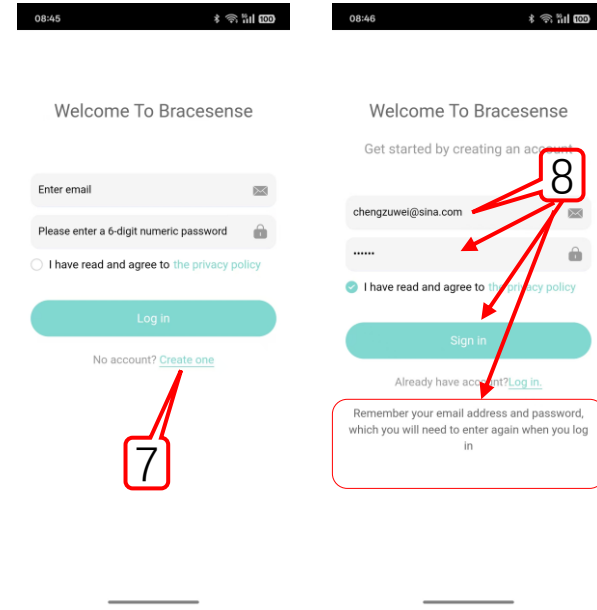 08:45
100
Welcome To Bracesense
Enter email
Please enter a 6-digit numeric password
I have read and agree to the privacy policy
Log in
No account? Create one
7
08:46
100
Welcome To Bracesense
Get started by creating an account
8
chengzuwei@sina.com
••••••
I have read and agree to the privacy policy
Sign in
Already have account?Log in.
Remember your email address and password,
which you will need to enter again when you log
in